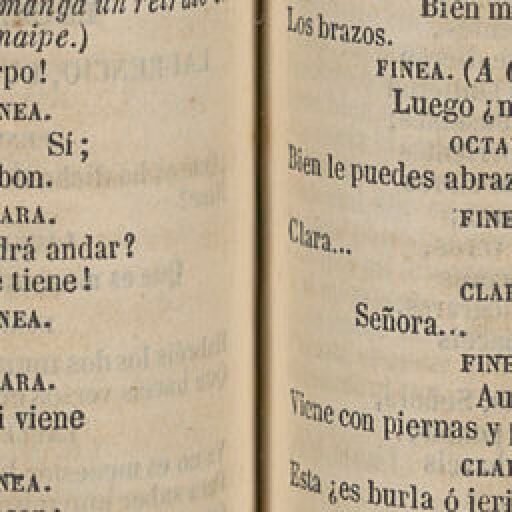 manga un retrato
naipe.)
rpo!
NEA.
Sí;
bon.
ARA.
drá andar?
e tiene!
NEA.
ARA.
i viene
NEA.
Bien m
Los brazos.
FINEA. (A
Luego ¿n
OCTA
Bien le puedes abraz
FINE
Clara...
CLAR
Señora...
FINE
Au
Viene con piernas y
CLAR
Esta ¿es burla ó jeri